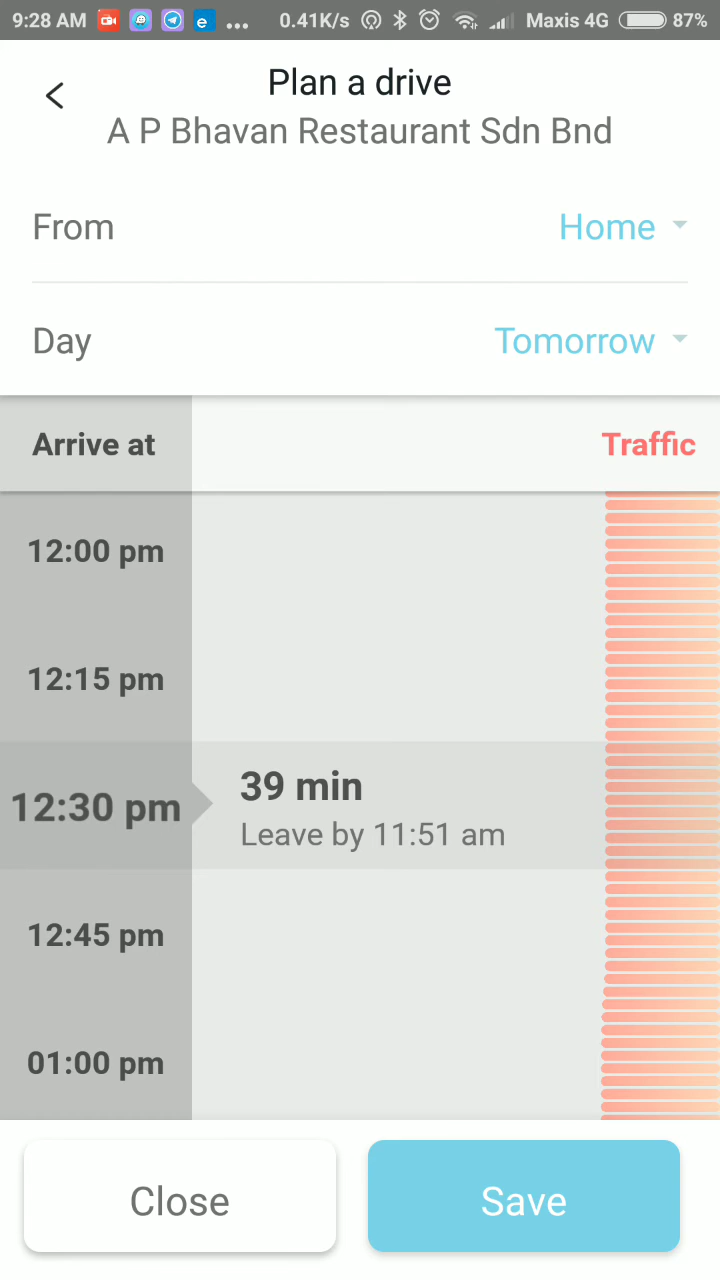 9:28 AM ... 0.41K/s Maxis 4G 87%
Plan a drive
A P Bhavan Restaurant Sdn Bnd
From Home
Day Tomorrow
Arrive at Traffic
12:00 pm
12:15 pm
39 min
12:30 pm
Leave by 11:51 am
12:45 pm
01:00 pm
Close Save